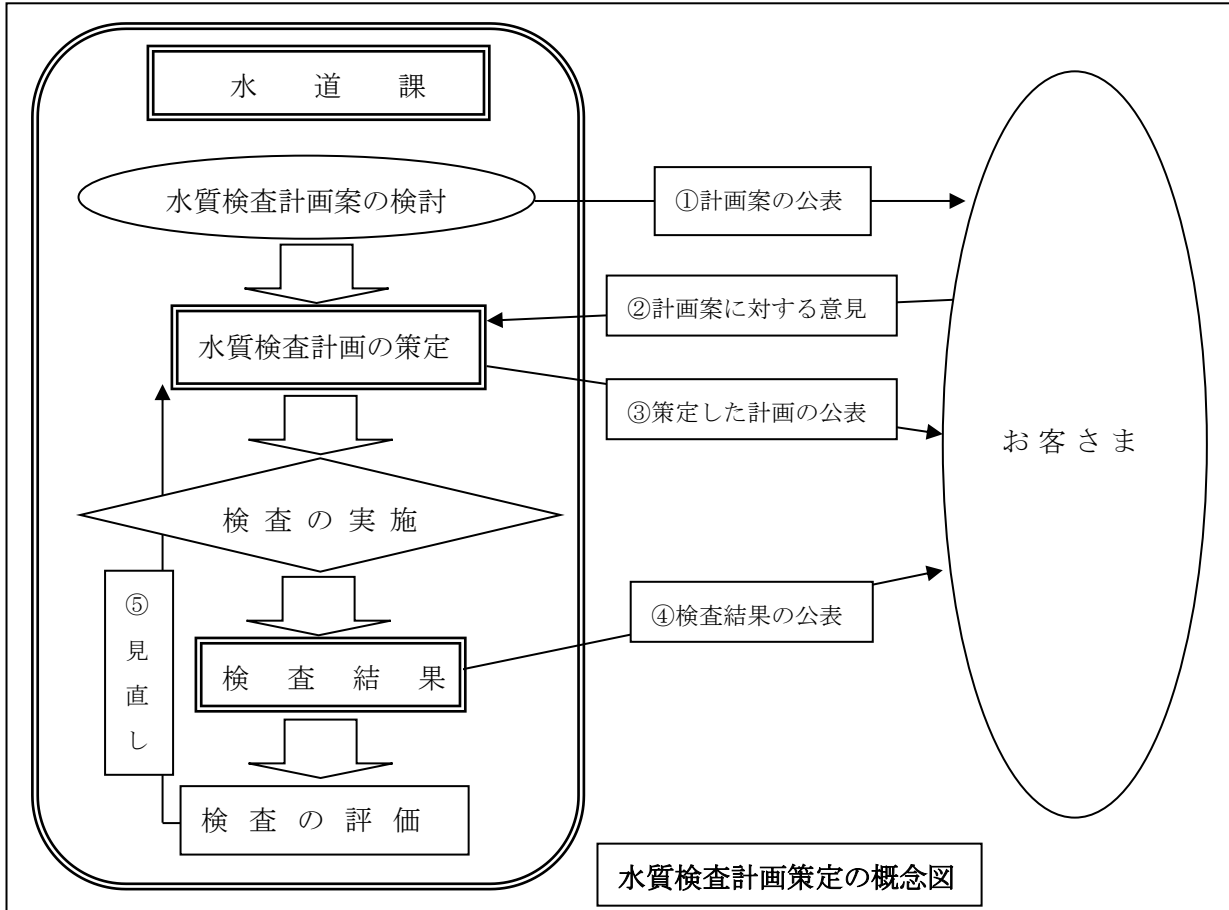 水道課
水質検査計画案の検討
①計画案の公表
②計画案に対する意見
水質検査計画の策定
③策定した計画の公表
お客さま
検査の実施
④検査結果の公表
⑤見直し
検査結果
検査の評価
水質検査計画策定の概念図